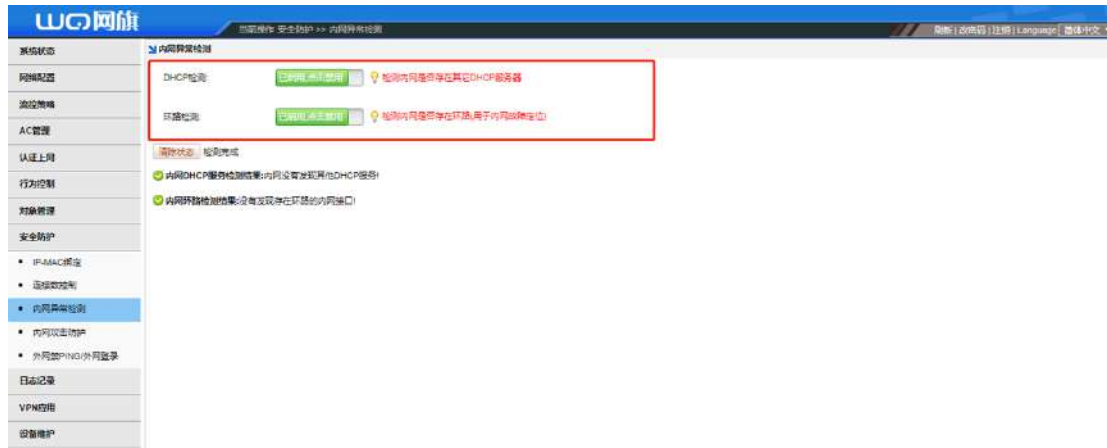 WQ网旗
当前操作 安全防护 >> 内网异常检测
刷新 | 改密码 | 注销 | Language 简体中文
系统状态
网络配置
流控策略
AC管理
认证上网
行为控制
对象管理
安全防护
IP-MAC绑定
连接数控制
内网异常检测
内网攻击防护
外网禁PING/外网登录
日志记录
VPN应用
设备维护
内网异常检测
DHCP检测:
已启用,点击禁用
检测内网是否存在其它DHCP服务器
环路检测:
已启用,点击禁用
检测内网是否存在环路(用于内网故障定位)
清除状态 检测完成
内网DHCP服务检测结果:内网没有发现其他DHCP服务!
内网环路检测结果:没有发现存在环路的内网接口!